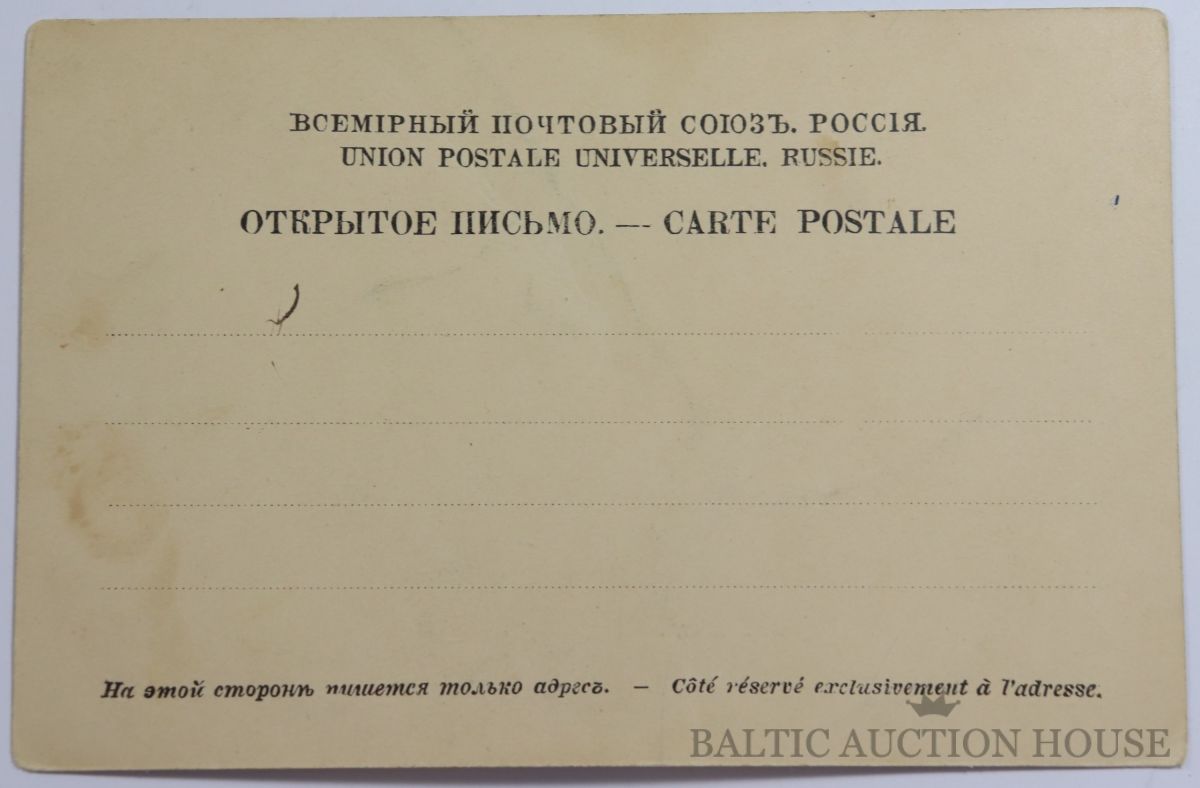 ВСЕМІРНЫЙ ПОЧТОВЫЙ СОЮЗЪ. РОССІЯ.
UNION POSTALE UNIVERSELLE. RUSSIE.
ОТКРЫТОЕ ПИСЬМО. — CARTE POSTALE
На этой сторонѣ пишется только адресъ. — Côté réservé exclusivement à l'adresse.
BALTIC AUCTION HOUSE